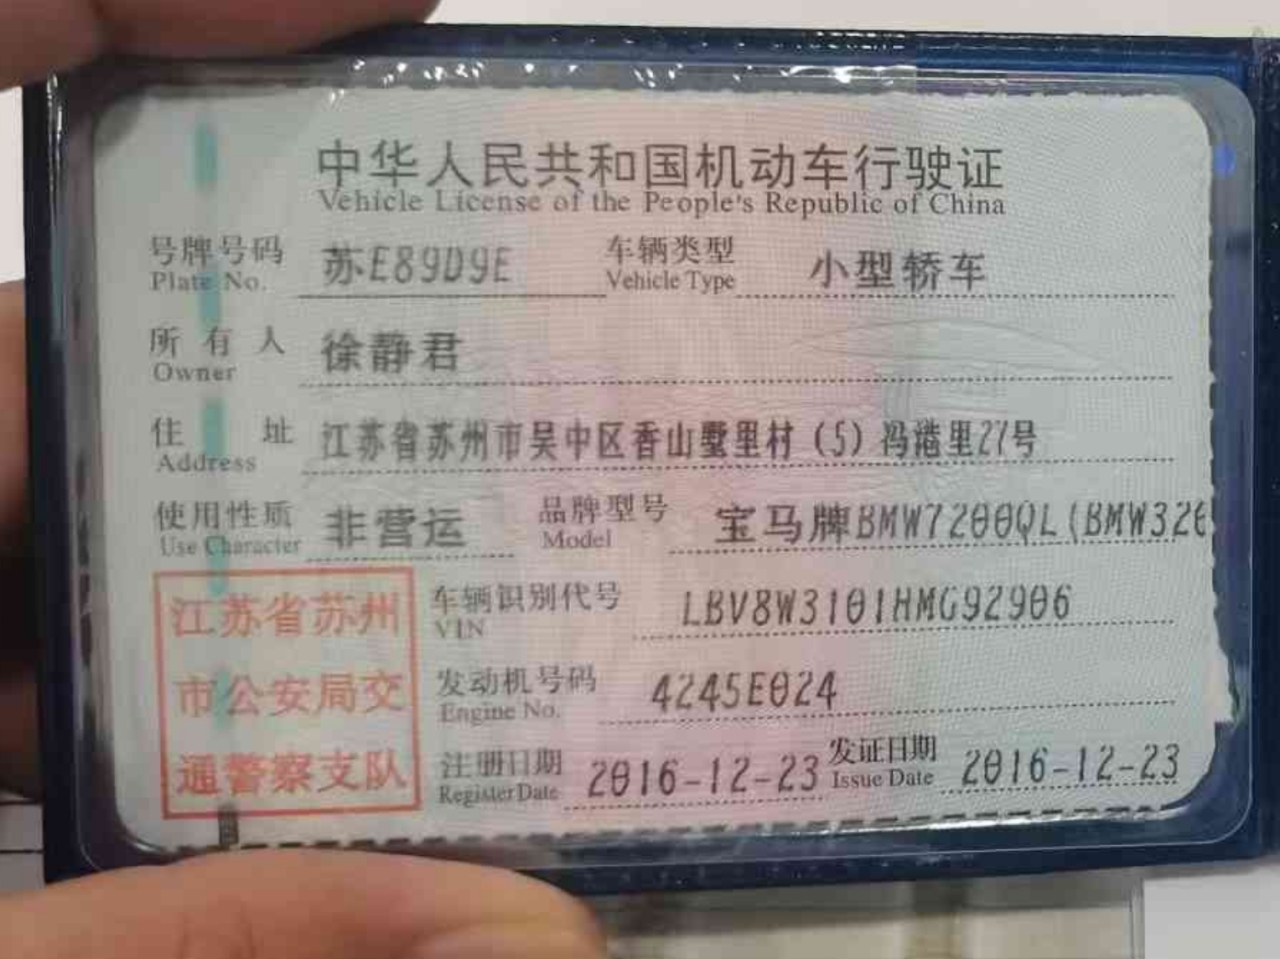 中华人民共和国机动车行驶证
Vehicle License of the People's Republic of China
号牌号码 苏E89D9E 车辆类型 小型轿车
Plate No. Vehicle Type
所有人 徐静君
Owner
住址 江苏省苏州市吴中区香山墅里村(5)冯港里27号
Address
使用性质 非营运 品牌型号 宝马牌BMW7200QL(BMW320
Use Character Model
江苏省苏州
市公安局交
通警察支队
车辆识别代号 LBV8W3101HMG92906
VIN
发动机号码 4245E024
Engine No.
注册日期 2016-12-23 发证日期 2016-12-23
Register Date Issue Date